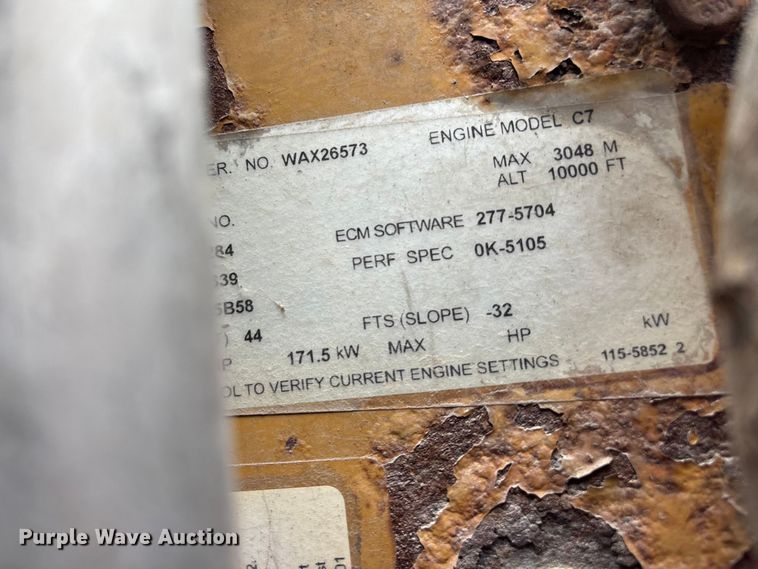 ER. NO. WAX26573 ENGINE MODEL C7
MAX 3048 M
ALT 10000 FT
NO.
84 ECM SOFTWARE 277-5704
39 PERF SPEC 0K-5105
B58
) 44 FTS (SLOPE) -32
P 171.5 kW MAX HP kW
OL TO VERIFY CURRENT ENGINE SETTINGS 115-5852 2
Purple Wave Auction